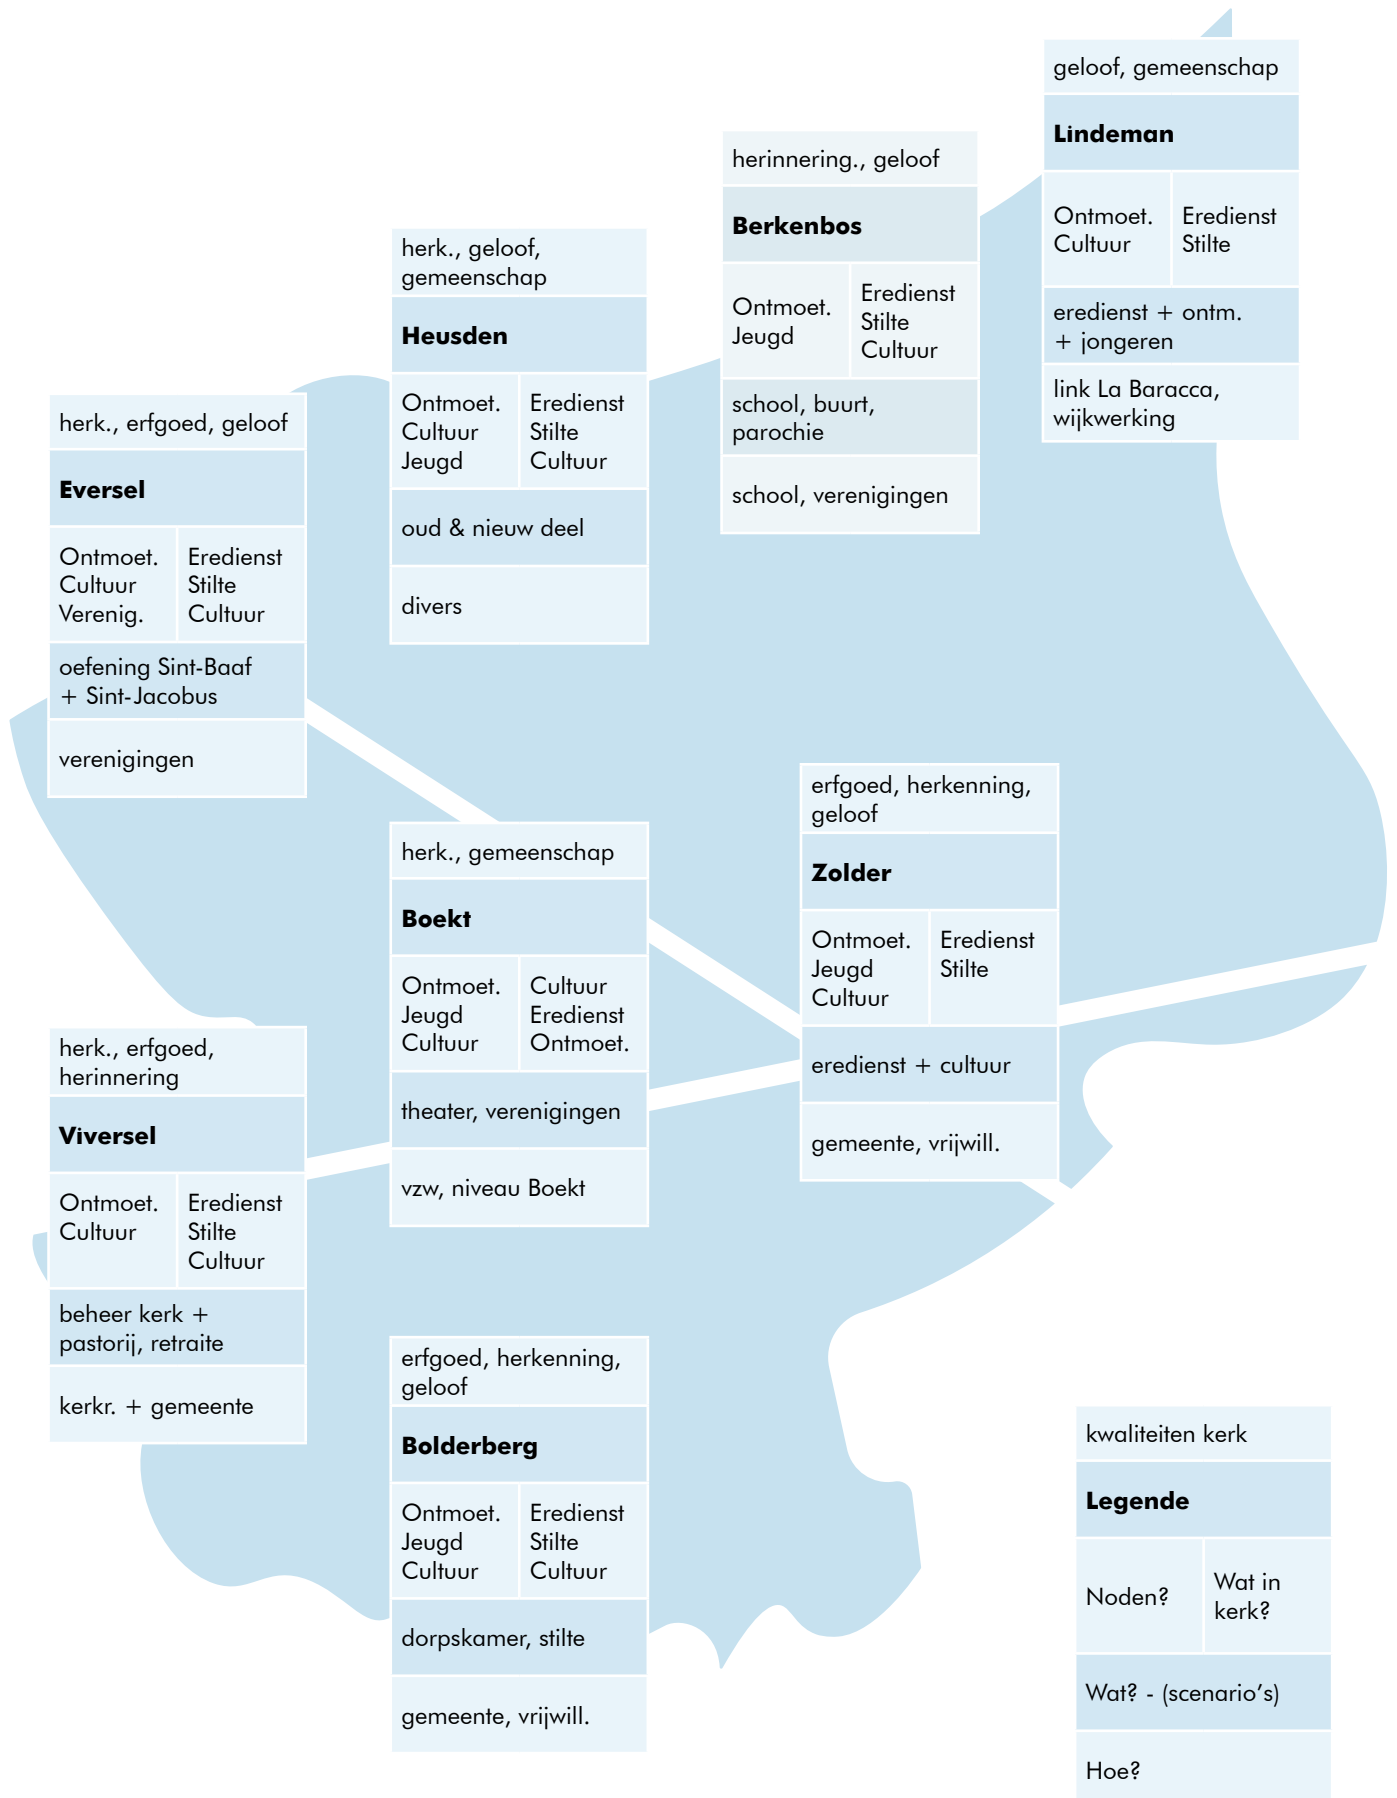 geloof, gemeenschap
Lindeman
Ontmoet.
Cultuur
Eredienst
Stilte
eredienst + ontm.
+ jongeren
link La Baracca,
wijkwerking
herinnering., geloof
Berkenbos
Ontmoet.
Jeugd
Eredienst
Stilte
Cultuur
school, buurt,
parochie
school, verenigingen
herk., geloof,
gemeenschap
Heusden
Ontmoet.
Cultuur
Jeugd
Eredienst
Stilte
Cultuur
oud & nieuw deel
divers
herk., erfgoed, geloof
Eversel
Ontmoet.
Cultuur
Verenig.
Eredienst
Stilte
Cultuur
oefening Sint-Baaf
+ Sint-Jacobus
verenigingen
erfgoed, herkenning,
geloof
Zolder
Ontmoet.
Jeugd
Cultuur
Eredienst
Stilte
eredienst + cultuur
gemeente, vrijwill.
herk., gemeenschap
Boekt
Ontmoet.
Jeugd
Cultuur
Cultuur
Eredienst
Ontmoet.
theater, verenigingen
vzw, niveau Boekt
herk., erfgoed,
herinnering
Viversel
Ontmoet.
Cultuur
Eredienst
Stilte
Cultuur
beheer kerk +
pastorij, retraite
kerkr. + gemeente
erfgoed, herkenning,
geloof
Bolderberg
Ontmoet.
Jeugd
Cultuur
Eredienst
Stilte
Cultuur
dorpskamer, stilte
gemeente, vrijwill.
kwaliteiten kerk
Legende
Noden?
Wat in
kerk?
Wat? - (scenario’s)
Hoe?